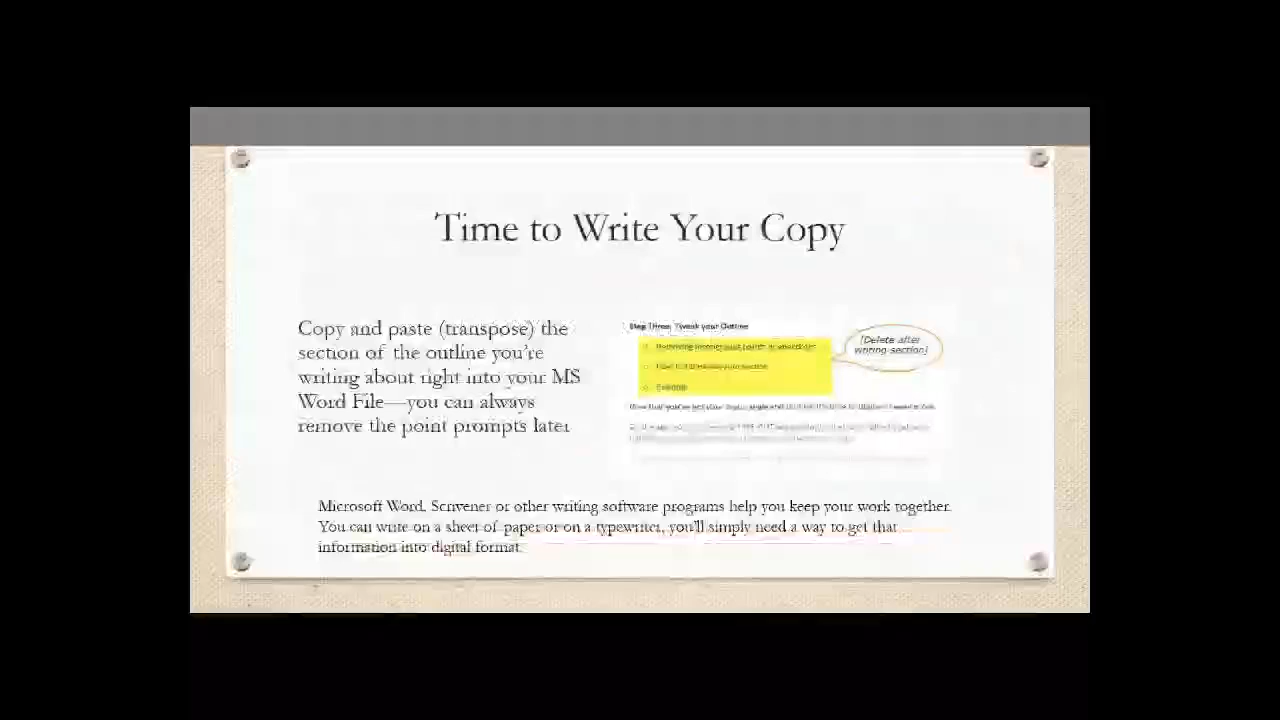 Time to Write Your Copy
Copy and paste (transpose) the
section of the outline you're
writing about right into your MS
Word File—you can always
remove the point prompts later
Step Three: Tweak your Outline
Example
[Delete after
writing section]
Microsoft Word, Scrivener or other writing software programs help you keep your work together.
You can write on a sheet of paper or on a typewriter, you'll simply need a way to get that
information into digital format.